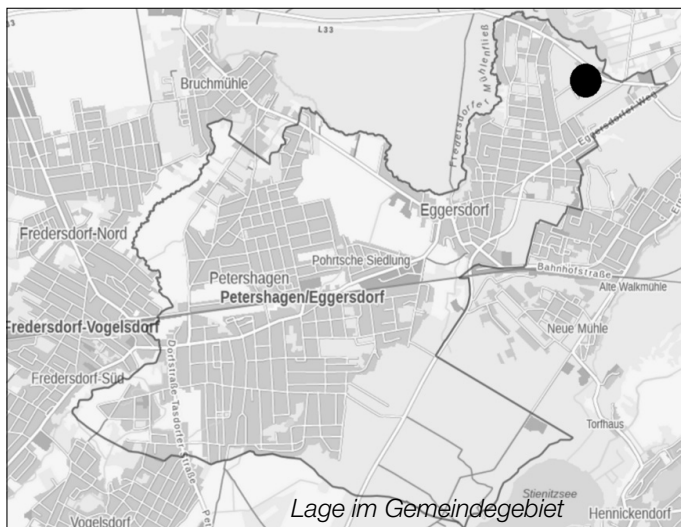 L33
L33
Bruchmühle
Fredersdorfer Mühlenfließ
Eggersdorfer Weg
Eggersdorf
Fredersdorf-Nord
Pohrtsche Siedlung
Petershagen
Bahnhofstraße
Petershagen/Eggersdorf
Alte Walkmühle
Fredersdorf-Vogelsdorf
Neue Mühle
Fredersdorf-Süd
Dorfstraße-Tasdorfer-Straße
Torfhaus
Stienitzsee
Lage im Gemeindegebiet
Hennickendorf
Vogelsdorf